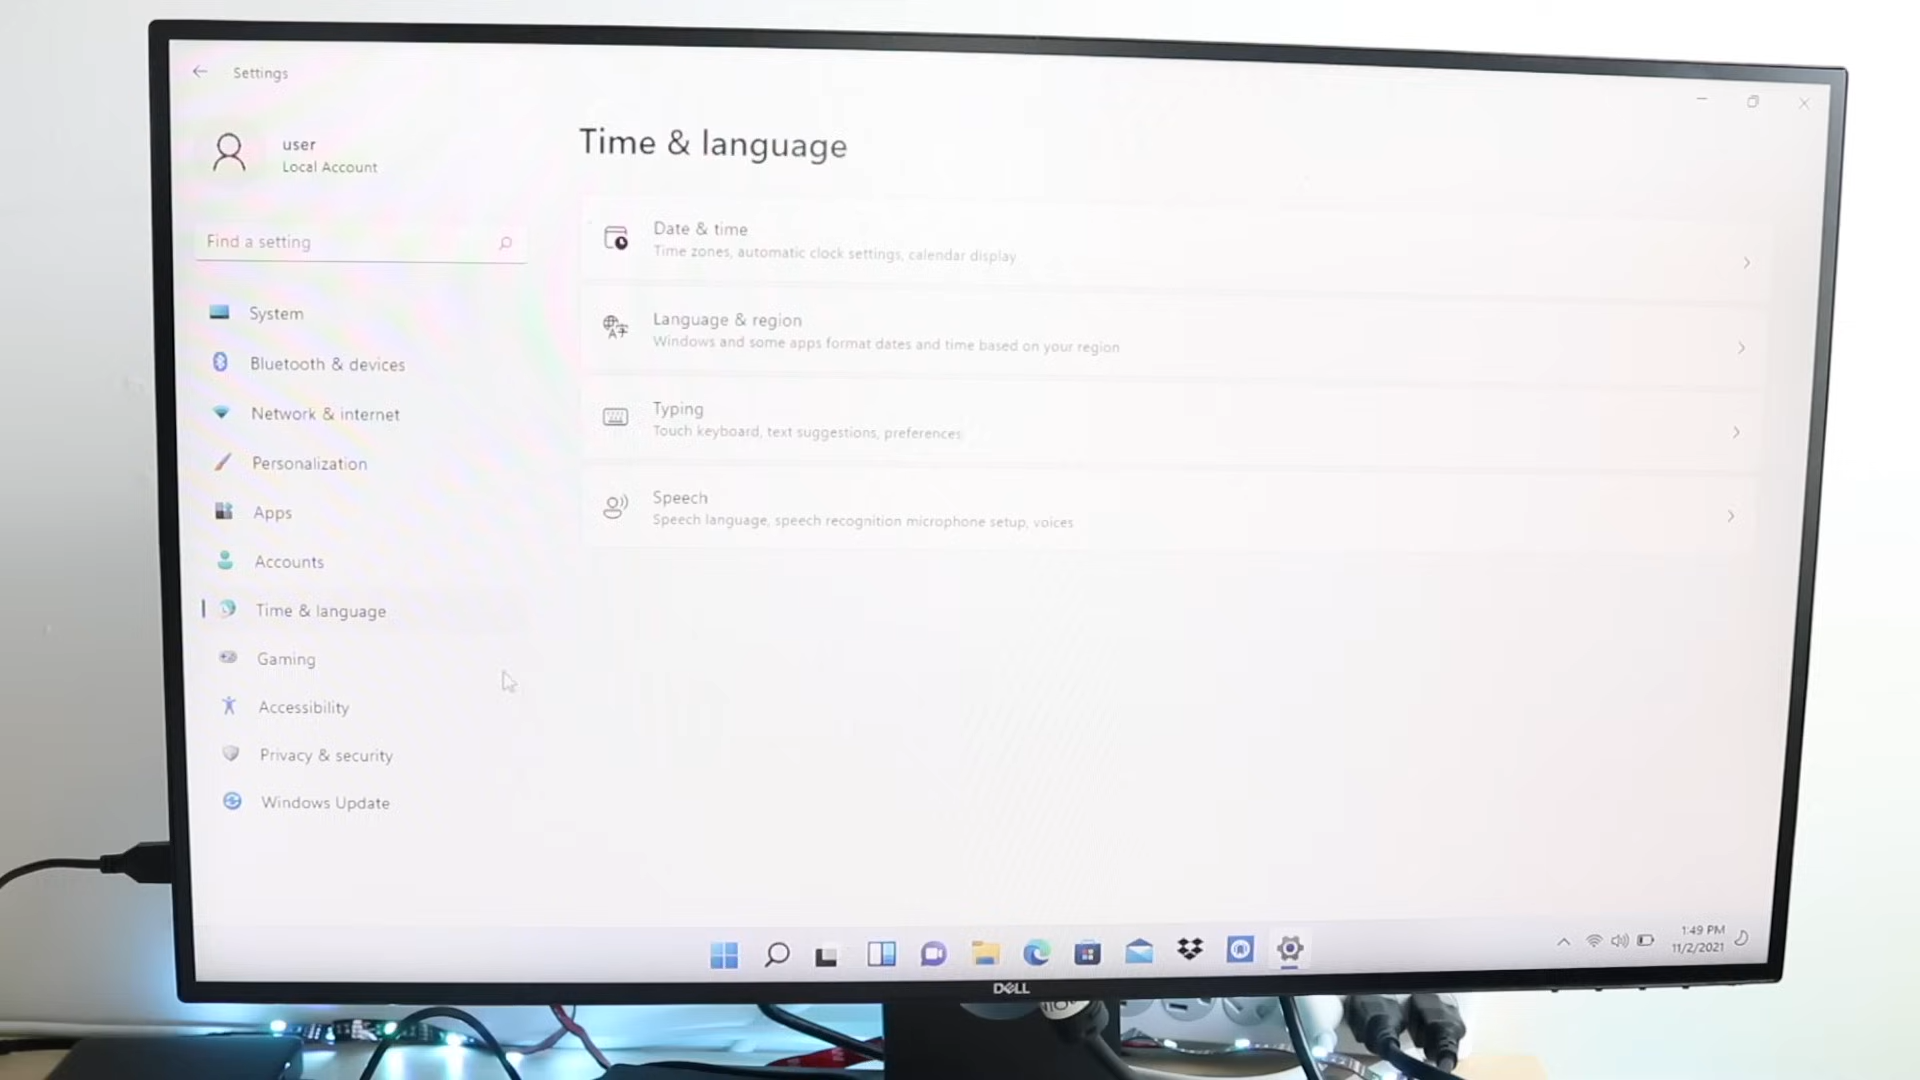 Settings
user
Local Account
Find a setting
System
Bluetooth & devices
Network & internet
Personalization
Apps
Accounts
Time & language
Gaming
Accessibility
Privacy & security
Windows Update
Time & language
Date & time
Time zones, automatic clock settings, calendar display
Language & region
Windows and some apps format dates and time based on your region
Typing
Touch keyboard, text suggestions, preferences
Speech
Speech language, speech recognition microphone setup, voices
1:49 PM
11/2/2021
DELL